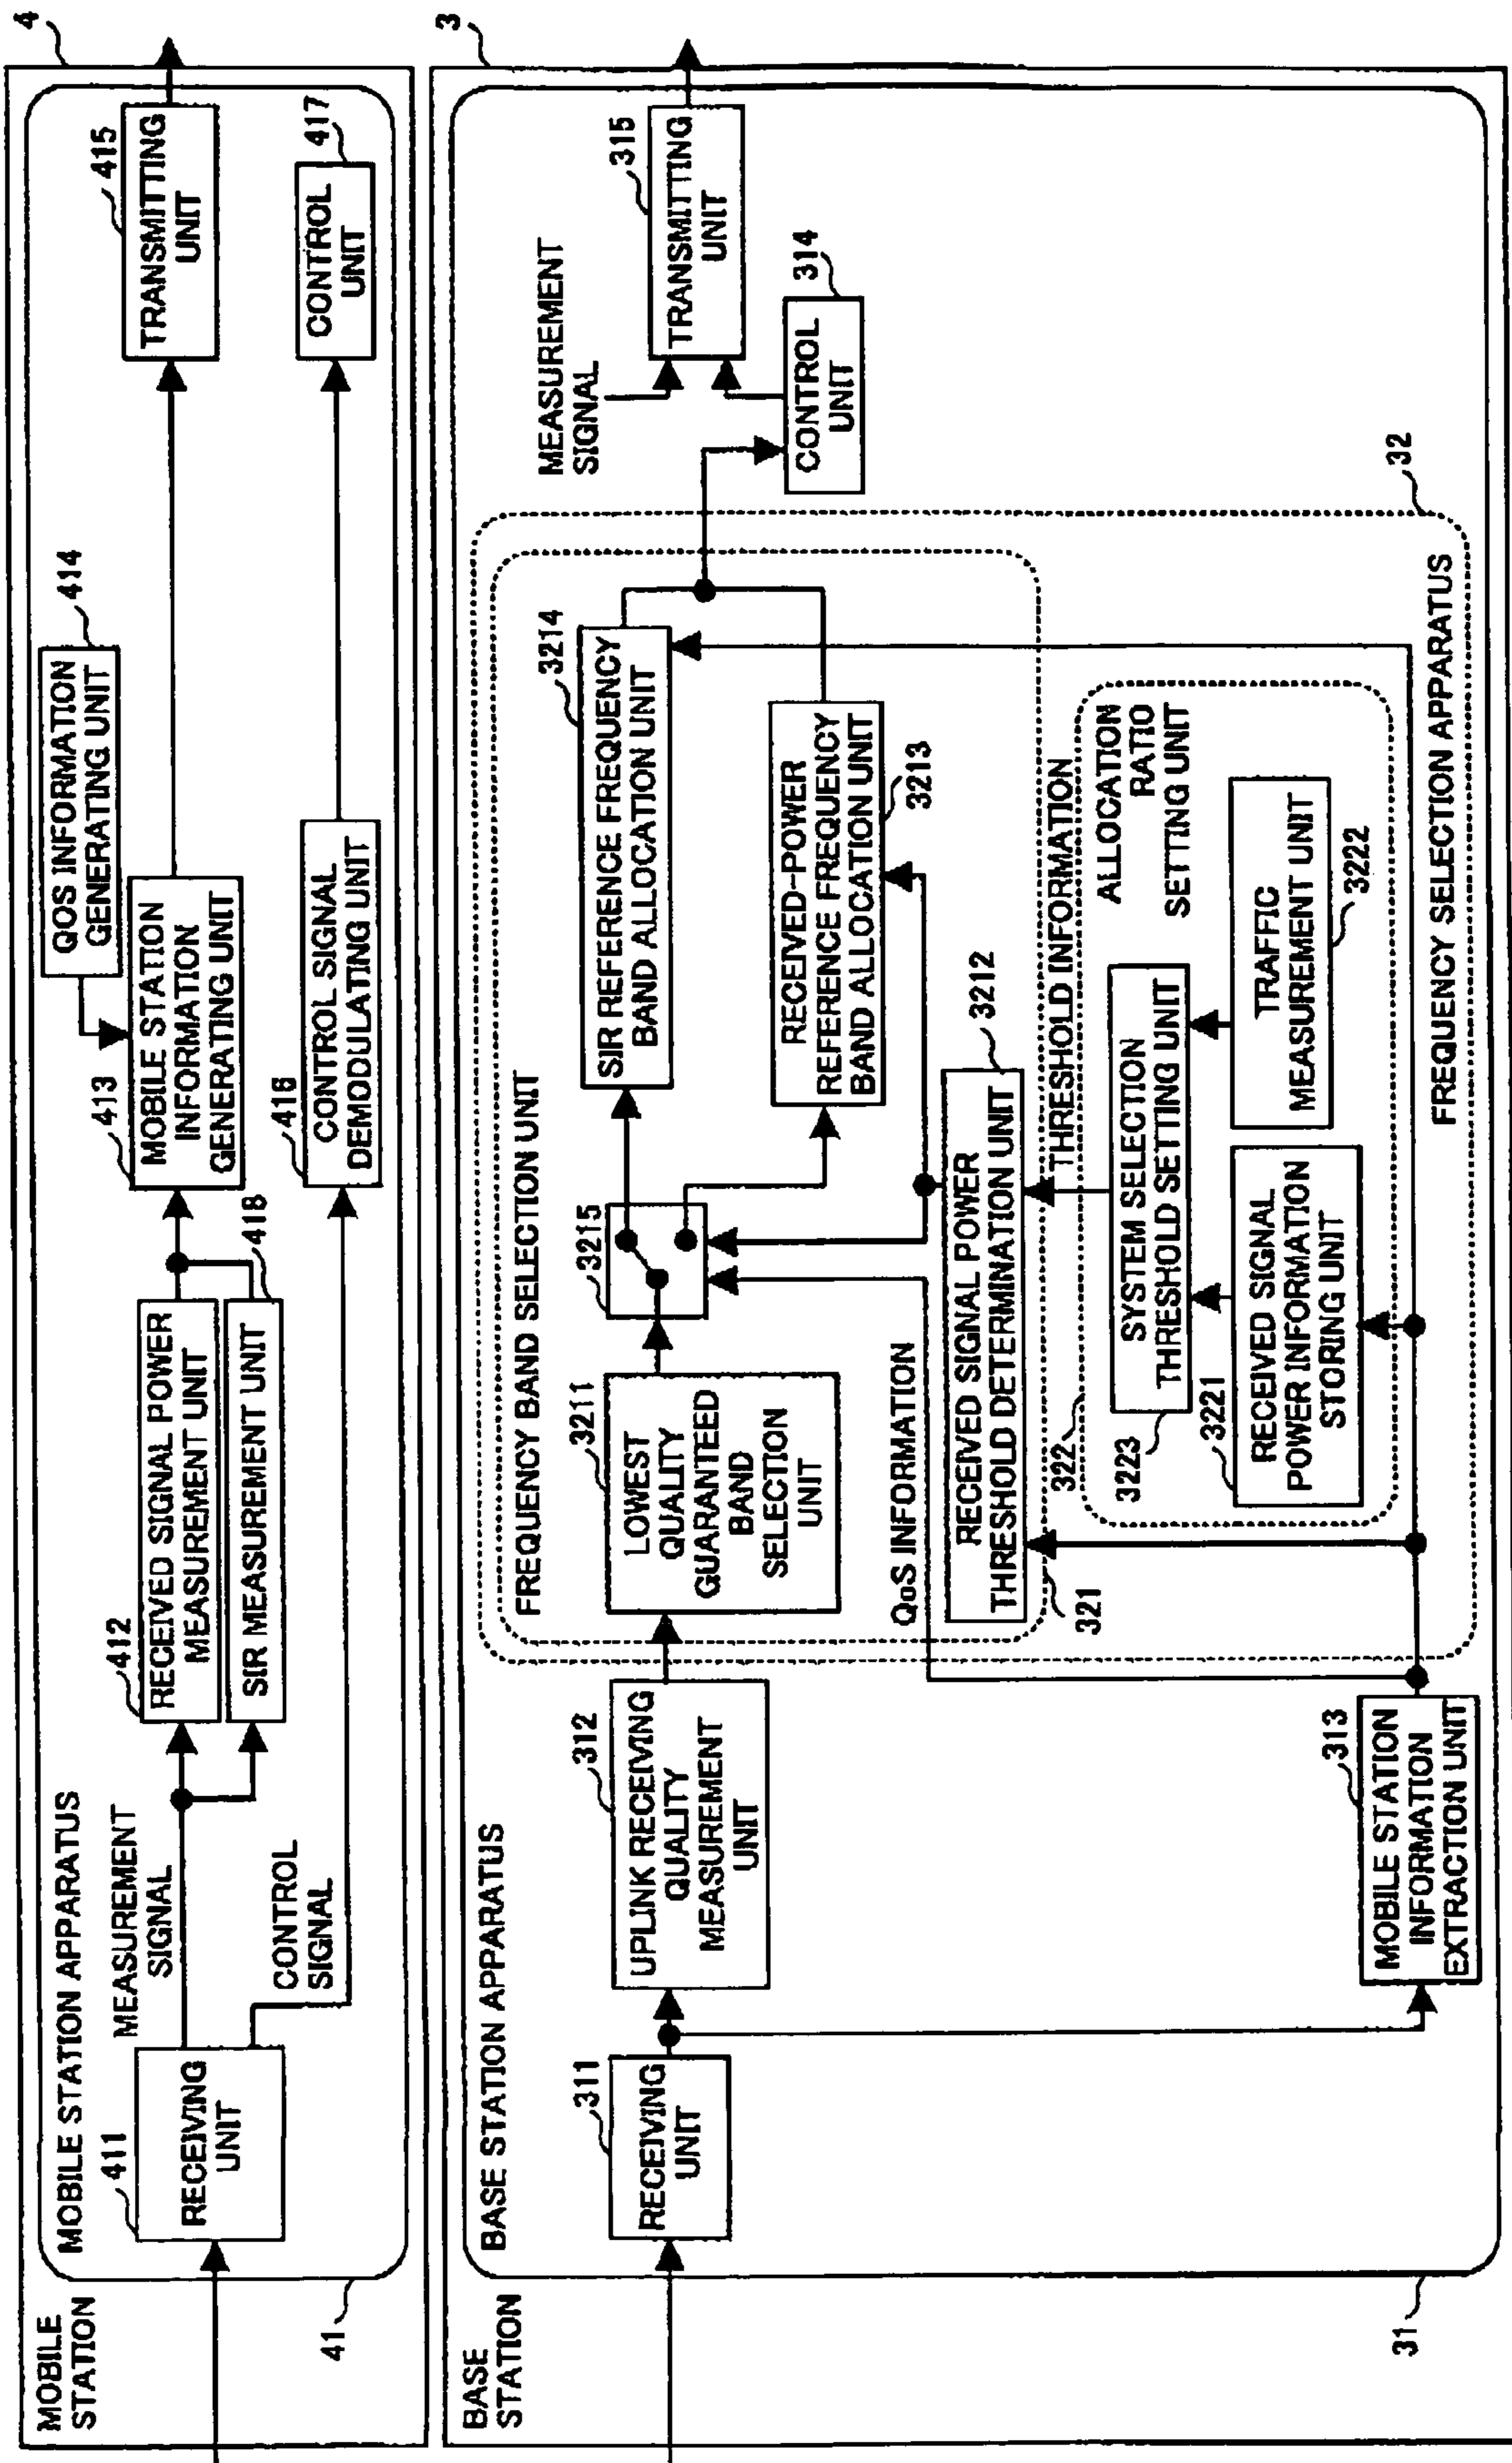 MOBILE
STATION
4
MOBILE STATION APPARATUS
41
411
RECEIVING
UNIT
MEASUREMENT
SIGNAL
CONTROL
SIGNAL
412
RECEIVED SIGNAL POWER
MEASUREMENT UNIT
SIR MEASUREMENT UNIT
418
413
MOBILE STATION
INFORMATION
GENERATING UNIT
QOS INFORMATION
GENERATING UNIT
414
416
CONTROL SIGNAL
DEMODULATING UNIT
TRANSMITTING
UNIT
415
CONTROL
UNIT
417
BASE
STATION
3
BASE STATION APPARATUS
31
311
RECEIVING
UNIT
312
UPLINK RECEIVING
QUALITY
MEASUREMENT
UNIT
313
MOBILE STATION
INFORMATION
EXTRACTION UNIT
FREQUENCY BAND SELECTION UNIT
321
3211
LOWEST
QUALITY
GUARANTEED
BAND
SELECTION
UNIT
3215
3214
SIR REFERENCE FREQUENCY
BAND ALLOCATION UNIT
RECEIVED-POWER
REFERENCE FREQUENCY
BAND ALLOCATION UNIT
3213
QoS INFORMATION
RECEIVED SIGNAL POWER
THRESHOLD DETERMINATION UNIT
3212
THRESHOLD INFORMATION
322
ALLOCATION
RATIO
SETTING UNIT
SYSTEM SELECTION
THRESHOLD SETTING UNIT
3223
3221
RECEIVED SIGNAL
POWER INFORMATION
STORING UNIT
TRAFFIC
MEASUREMENT UNIT
3222
FREQUENCY SELECTION APPARATUS
32
MEASUREMENT
SIGNAL
TRANSMITTING
UNIT
315
CONTROL
UNIT
314